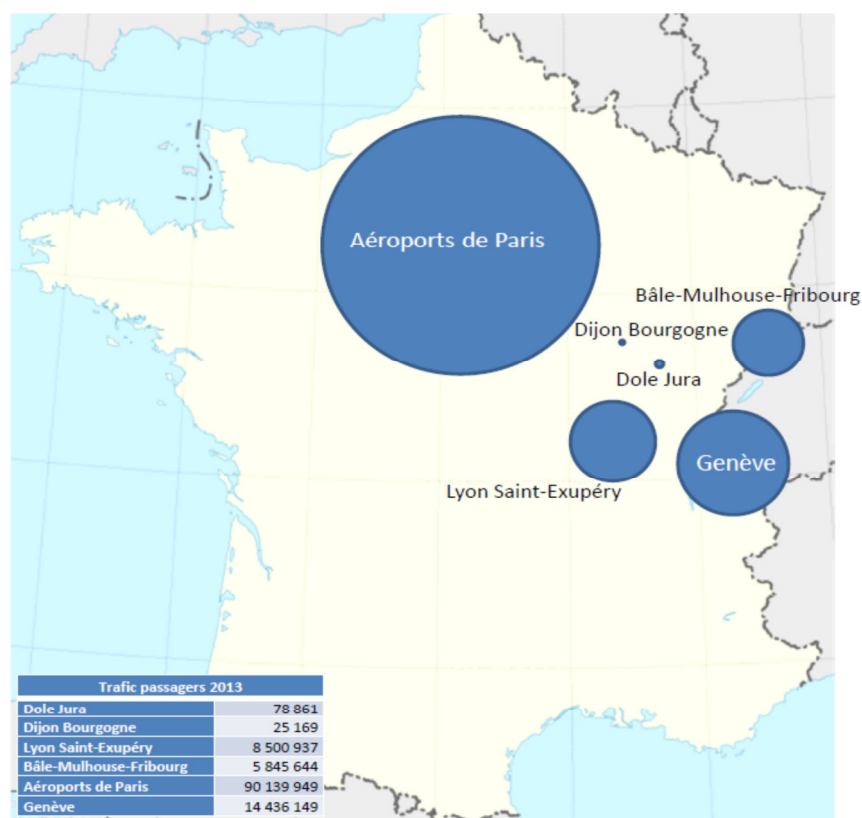 Aéroports de Paris
Bâle-Mulhouse-Fribourg
Dijon Bourgogne
Dole Jura
Genève
Lyon Saint-Exupéry
Trafic passagers 2013
Dole Jura 78 861
Dijon Bourgogne 25 169
Lyon Saint-Exupéry 8 500 937
Bâle-Mulhouse-Fribourg 5 845 644
Aéroports de Paris 90 139 949
Genève 14 436 149